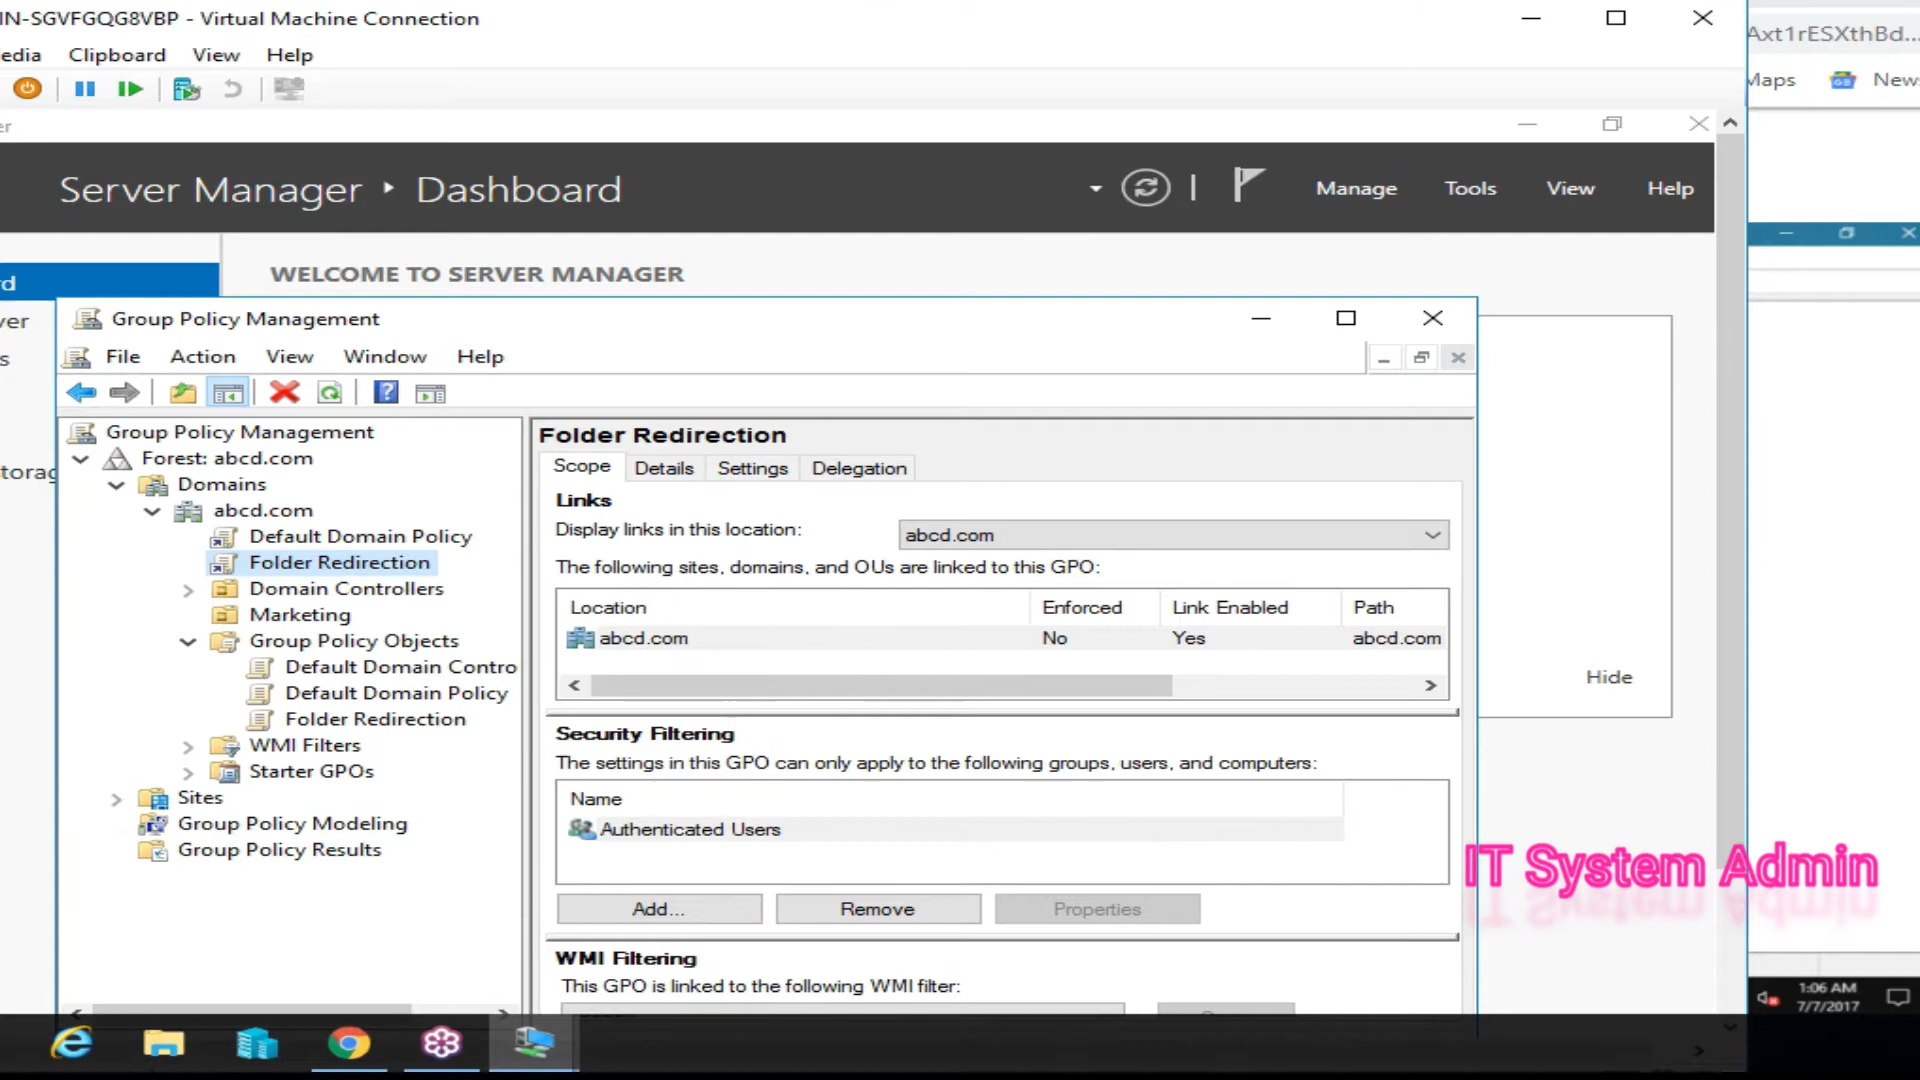 IN-SGVFGQG8VBP - Virtual Machine Connection
edia Clipboard View Help
Axt1rESXthBd...
Maps News
er
Server Manager Dashboard
Manage Tools View Help
WELCOME TO SERVER MANAGER
rd
ver
s
torag
Group Policy Management
File Action View Window Help
Group Policy Management
Forest: abcd.com
Domains
abcd.com
Default Domain Policy
Folder Redirection
Domain Controllers
Marketing
Group Policy Objects
Default Domain Contro
Default Domain Policy
Folder Redirection
WMI Filters
Starter GPOs
Sites
Group Policy Modeling
Group Policy Results
Folder Redirection
Scope Details Settings Delegation
Links
Display links in this location: abcd.com
The following sites, domains, and OUs are linked to this GPO:
Location Enforced Link Enabled Path
abcd.com No Yes abcd.com
Security Filtering
The settings in this GPO can only apply to the following groups, users, and computers:
Name
Authenticated Users
Add... Remove Properties
WMI Filtering
This GPO is linked to the following WMI filter:
Hide
IT System Admin
1:06 AM
7/7/2017